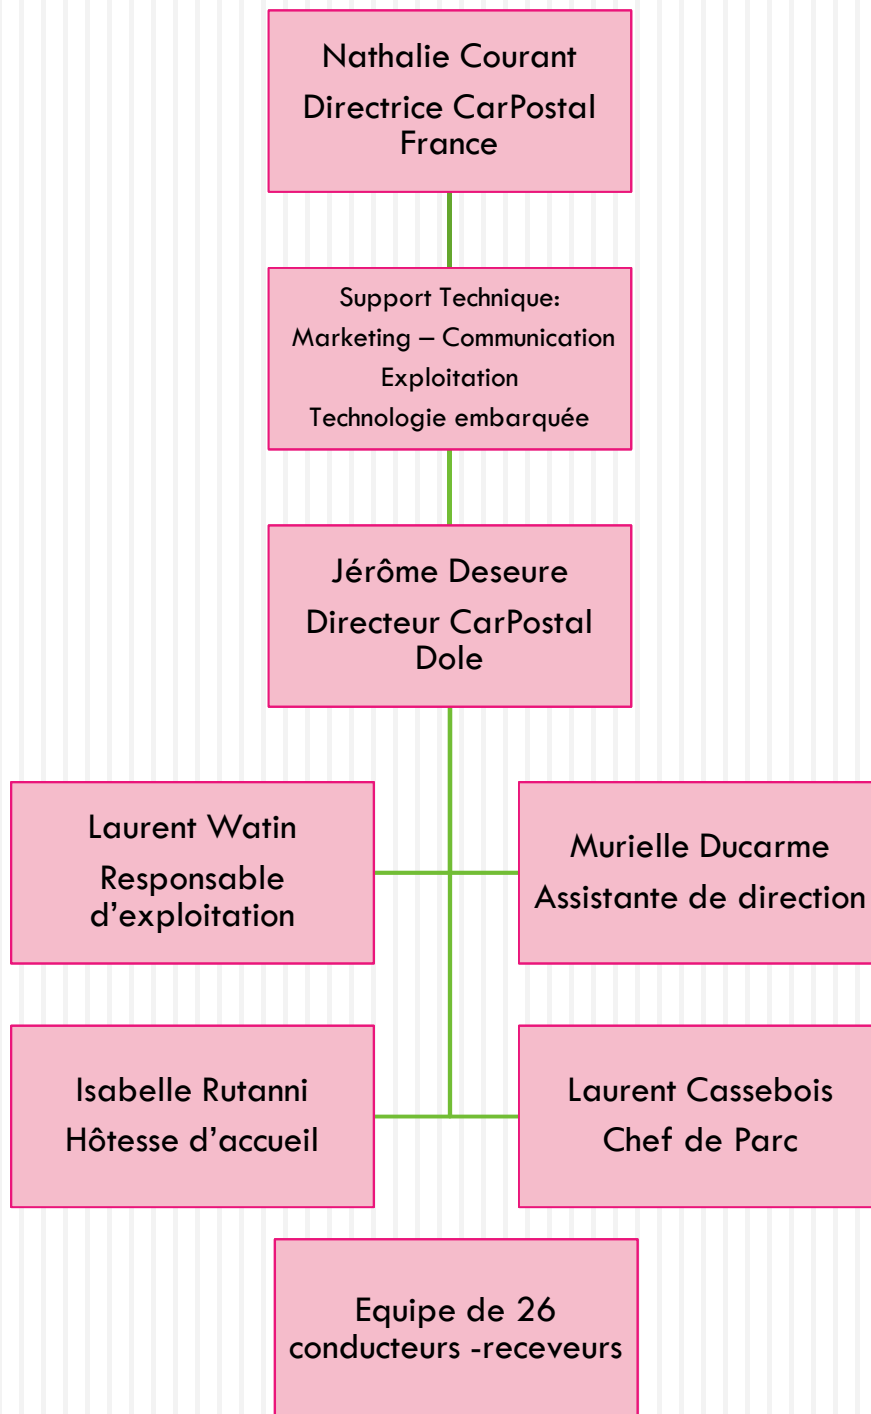 Nathalie Courant
Directrice CarPostal
France
Support Technique:
Marketing – Communication
Exploitation
Technologie embarquée
Jérôme Deseure
Directeur CarPostal
Dole
Laurent Watin
Responsable
d’exploitation
Murielle Ducarme
Assistante de direction
Isabelle Rutanni
Hôtesse d’accueil
Laurent Cassebois
Chef de Parc
Equipe de 26
conducteurs -receveurs